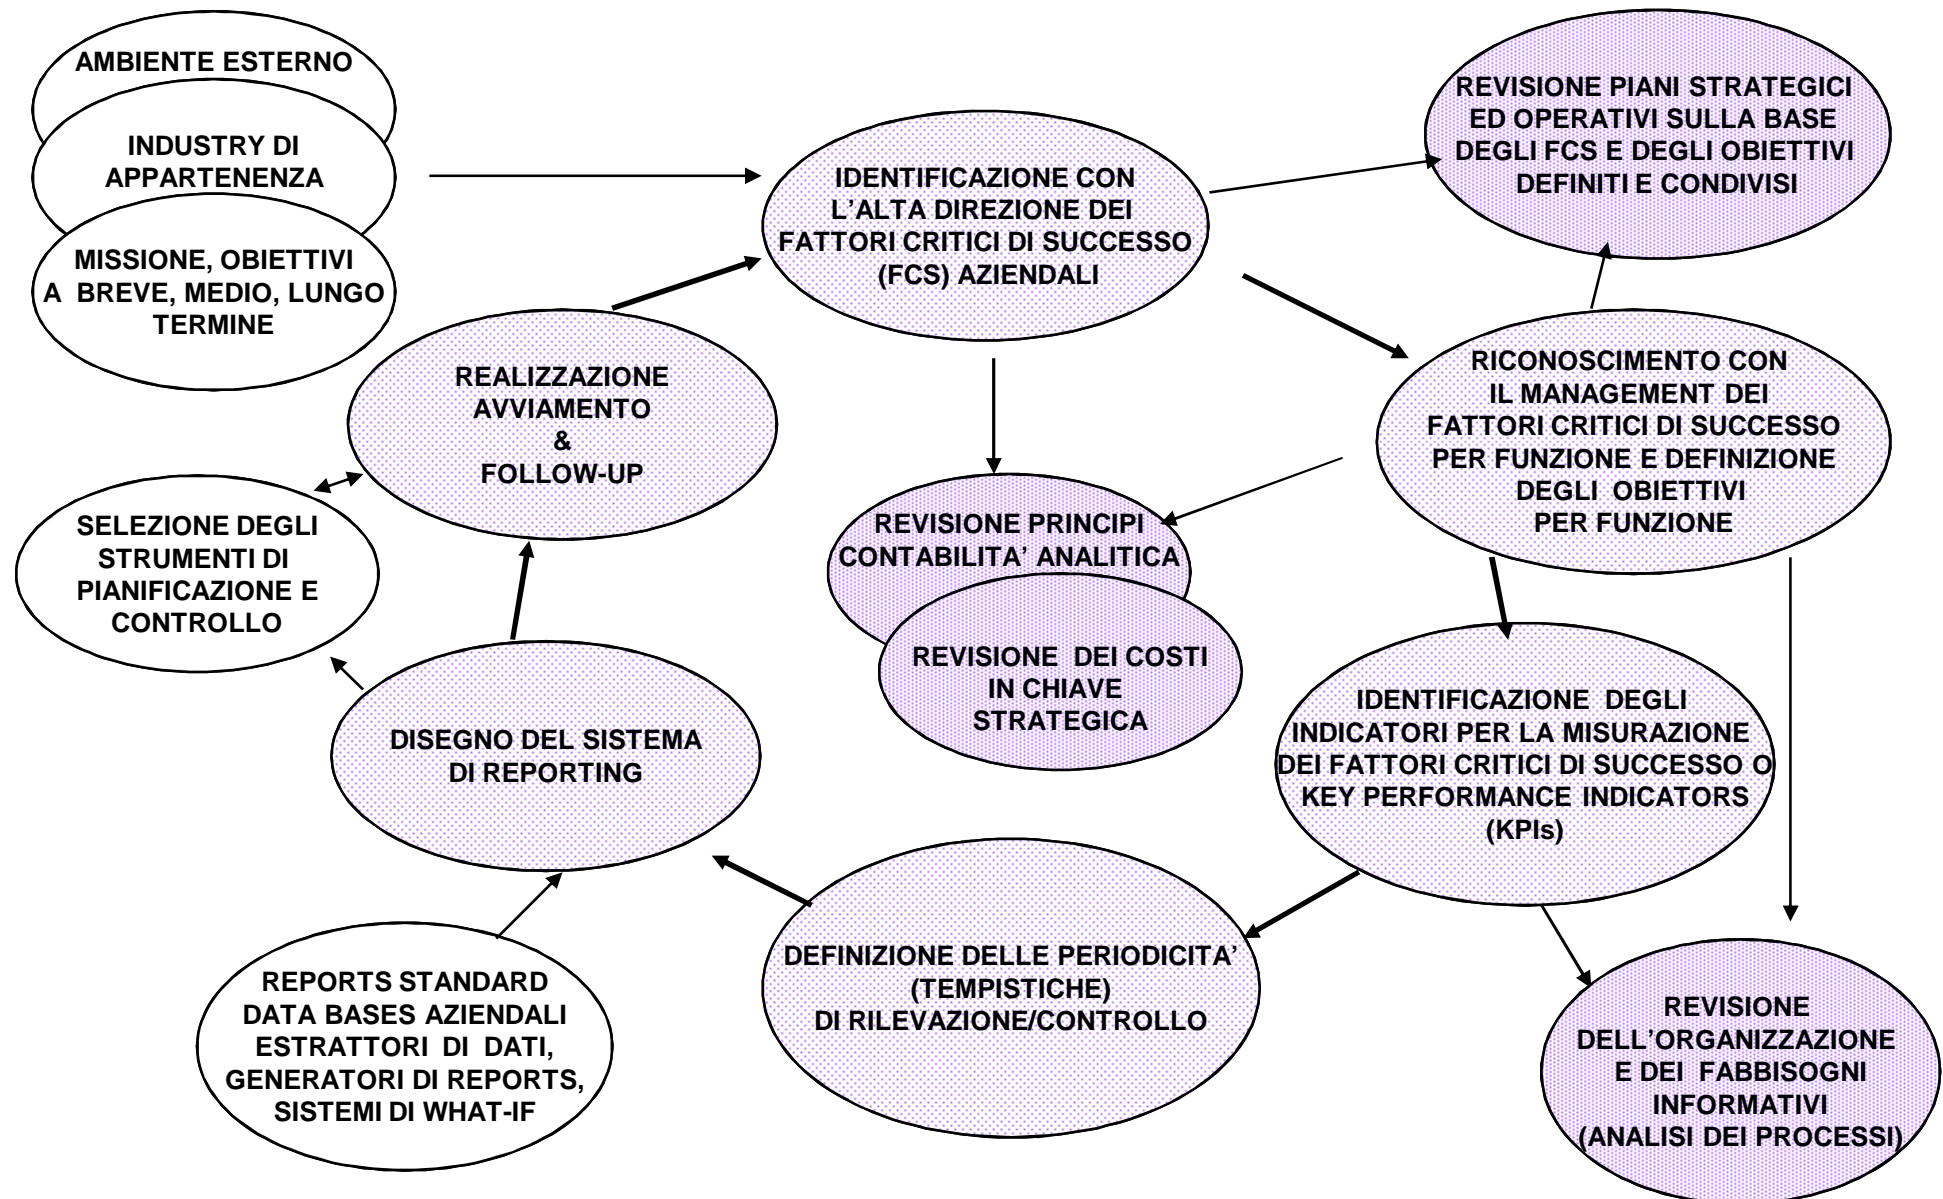 AMBIENTE ESTERNO
INDUSTRY DI
APPARTENENZA
MISSIONE, OBIETTIVI
A BREVE, MEDIO, LUNGO
TERMINE
IDENTIFICAZIONE CON
L’ALTA DIREZIONE DEI
FATTORI CRITICI DI SUCCESSO
(FCS) AZIENDALI
REVISIONE PIANI STRATEGICI
ED OPERATIVI SULLA BASE
DEGLI FCS E DEGLI OBIETTIVI
DEFINITI E CONDIVISI
REALIZZAZIONE
AVVIAMENTO
&
FOLLOW-UP
RICONOSCIMENTO CON
IL MANAGEMENT DEI
FATTORI CRITICI DI SUCCESSO
PER FUNZIONE E DEFINIZIONE
DEGLI OBIETTIVI
PER FUNZIONE
SELEZIONE DEGLI
STRUMENTI DI
PIANIFICAZIONE E
CONTROLLO
REVISIONE PRINCIPI
CONTABILITA’ ANALITICA
REVISIONE DEI COSTI
IN CHIAVE
STRATEGICA
IDENTIFICAZIONE DEGLI
INDICATORI PER LA MISURAZIONE
DEI FATTORI CRITICI DI SUCCESSO O
KEY PERFORMANCE INDICATORS
(KPIs)
DISEGNO DEL SISTEMA
DI REPORTING
DEFINIZIONE DELLE PERIODICITA’
(TEMPISTICHE)
DI RILEVAZIONE/CONTROLLO
REPORTS STANDARD
DATA BASES AZIENDALI
ESTRATTORI DI DATI,
GENERATORI DI REPORTS,
SISTEMI DI WHAT-IF
REVISIONE
DELL’ORGANIZZAZIONE
E DEI FABBISOGNI
INFORMATIVI
(ANALISI DEI PROCESSI)